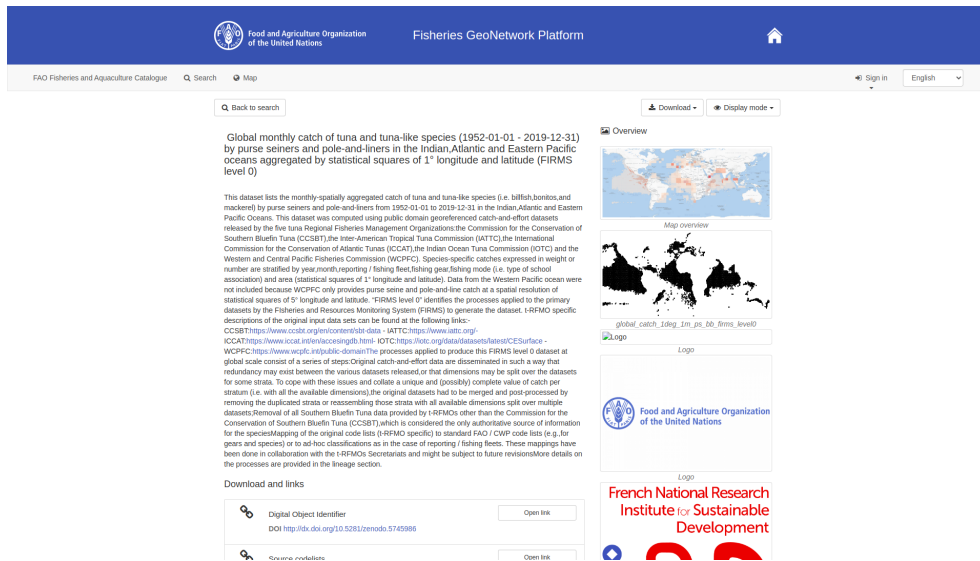 Food and Agriculture Organization
of the United Nations
Fisheries GeoNetwork Platform
FAO Fisheries and Aquaculture Catalogue
Search
Map
Sign in
English
Back to search
Download
Display mode
Global monthly catch of tuna and tuna-like species (1952-01-01 - 2019-12-31)
by purse seiners and pole-and-liners in the Indian,Atlantic and Eastern Pacific
oceans aggregated by statistical squares of 1° longitude and latitude (FIRMS
level 0)
This dataset lists the monthly-spatially aggregated catch of tuna and tuna-like species (i.e. billfish,bonitos,and
mackerel) by purse seiners and pole-and-liners from 1952-01-01 to 2019-12-31 in the Indian,Atlantic and Eastern
Pacific Oceans. This dataset was computed using public domain georeferenced catch-and-effort datasets
released by the five tuna Regional Fisheries Management Organizations:the Commission for the Conservation of
Southern Bluefin Tuna (CCSBT),the Inter-American Tropical Tuna Commission (IATTC),the International
Commission for the Conservation of Atlantic Tunas (ICCAT),the Indian Ocean Tuna Commission (IOTC) and the
Western and Central Pacific Fisheries Commission (WCPFC). Species-specific catches expressed in weight or
number are stratified by year,month,reporting / fishing fleet,fishing gear,fishing mode (i.e. type of school
association) and area (statistical squares of 1° longitude and latitude). Data from the Western Pacific ocean were
not included because WCPFC only provides purse seine and pole-and-line catch at a spatial resolution of
statistical squares of 5° longitude and latitude. "FIRMS level 0" identifies the processes applied to the primary
datasets by the FIsheries and Resources Monitoring System (FIRMS) to generate the dataset. t-RFMO specific
descriptions of the original input data sets can be found at the following links:-
CCSBT:https://www.ccsbt.org/en/content/sbt-data - IATTC:https://www.iattc.org/-
ICCAT:https://www.iccat.int/en/accesingdb.html- IOTC:https://iotc.org/data/datasets/latest/CESurface -
WCPFC:https://www.wcpfc.int/public-domainThe processes applied to produce this FIRMS level 0 dataset at
global scale consist of a series of steps:Original catch-and-effort data are disseminated in such a way that
redundancy may exist between the various datasets released,or that dimensions may be split over the datasets
for some strata. To cope with these issues and collate a unique and (possibly) complete value of catch per
stratum (i.e. with all the available dimensions),the original datasets had to be merged and post-processed by
removing the duplicated strata or reassembling those strata with all available dimensions split over multiple
datasets;Removal of all Southern Bluefin Tuna data provided by t-RFMOs other than the Commission for the
Conservation of Southern Bluefin Tuna (CCSBT),which is considered the only authoritative source of information
for the speciesMapping of the original code lists (t-RFMO specific) to standard FAO / CWP code lists (e.g.,for
gears and species) or to ad-hoc classifications as in the case of reporting / fishing fleets. These mappings have
been done in collaboration with the t-RFMOs Secretariats and might be subject to future revisionsMore details on
the processes are provided in the lineage section.
Download and links
Digital Object Identifier
Open link
DOI http://dx.doi.org/10.5281/zenodo.5745986
Source codelists
Open link
Overview
Map overview
global_catch_1deg_1m_ps_bb_firms_level0
Logo
Logo
Food and Agriculture Organization
of the United Nations
Logo
French National Research
Institute for Sustainable
Development